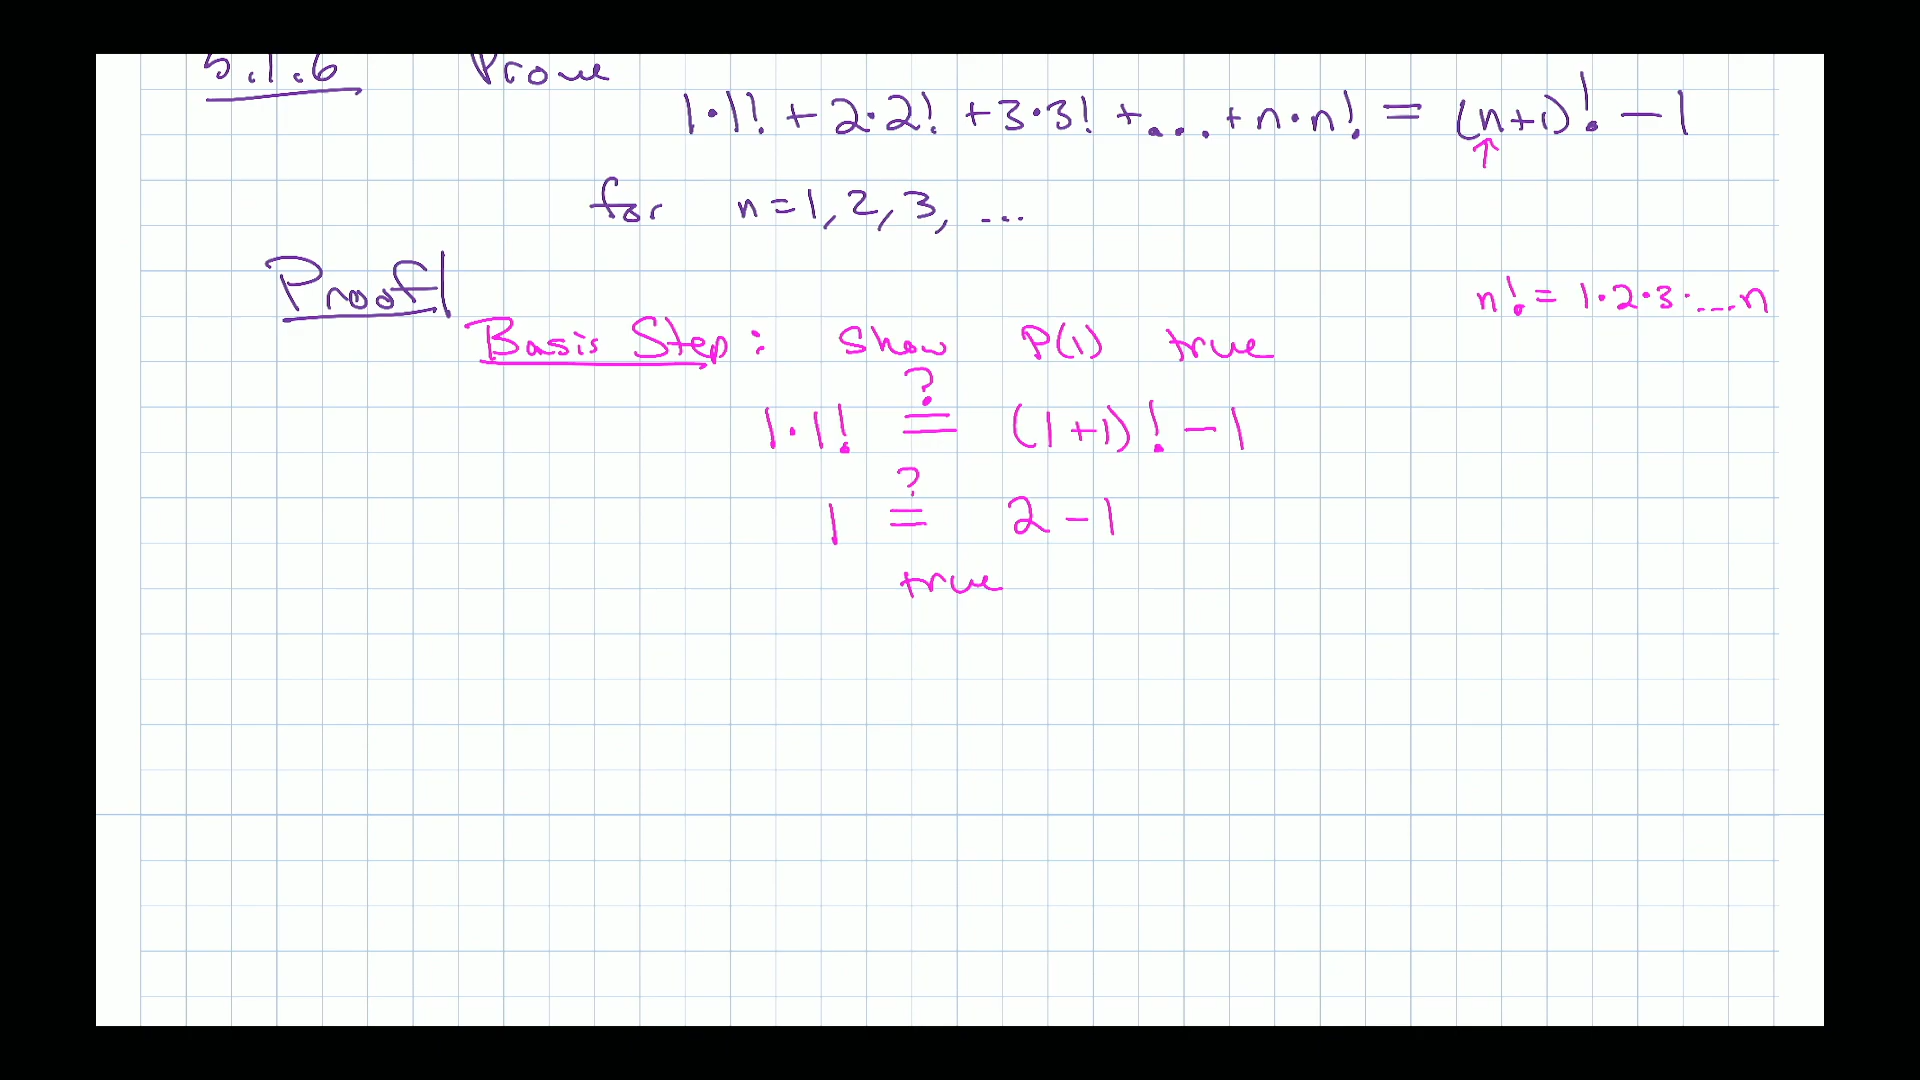 5.1.6 Prove
1·1! + 2·2! + 3·3! + ... + n·n! = (n+1)! - 1
↑
for n=1, 2, 3, ...
Proof
n! = 1·2·3·...n
Basis Step: Show P(1) true
1·1! ≟ (1+1)! - 1
1 ≟ 2 - 1
true